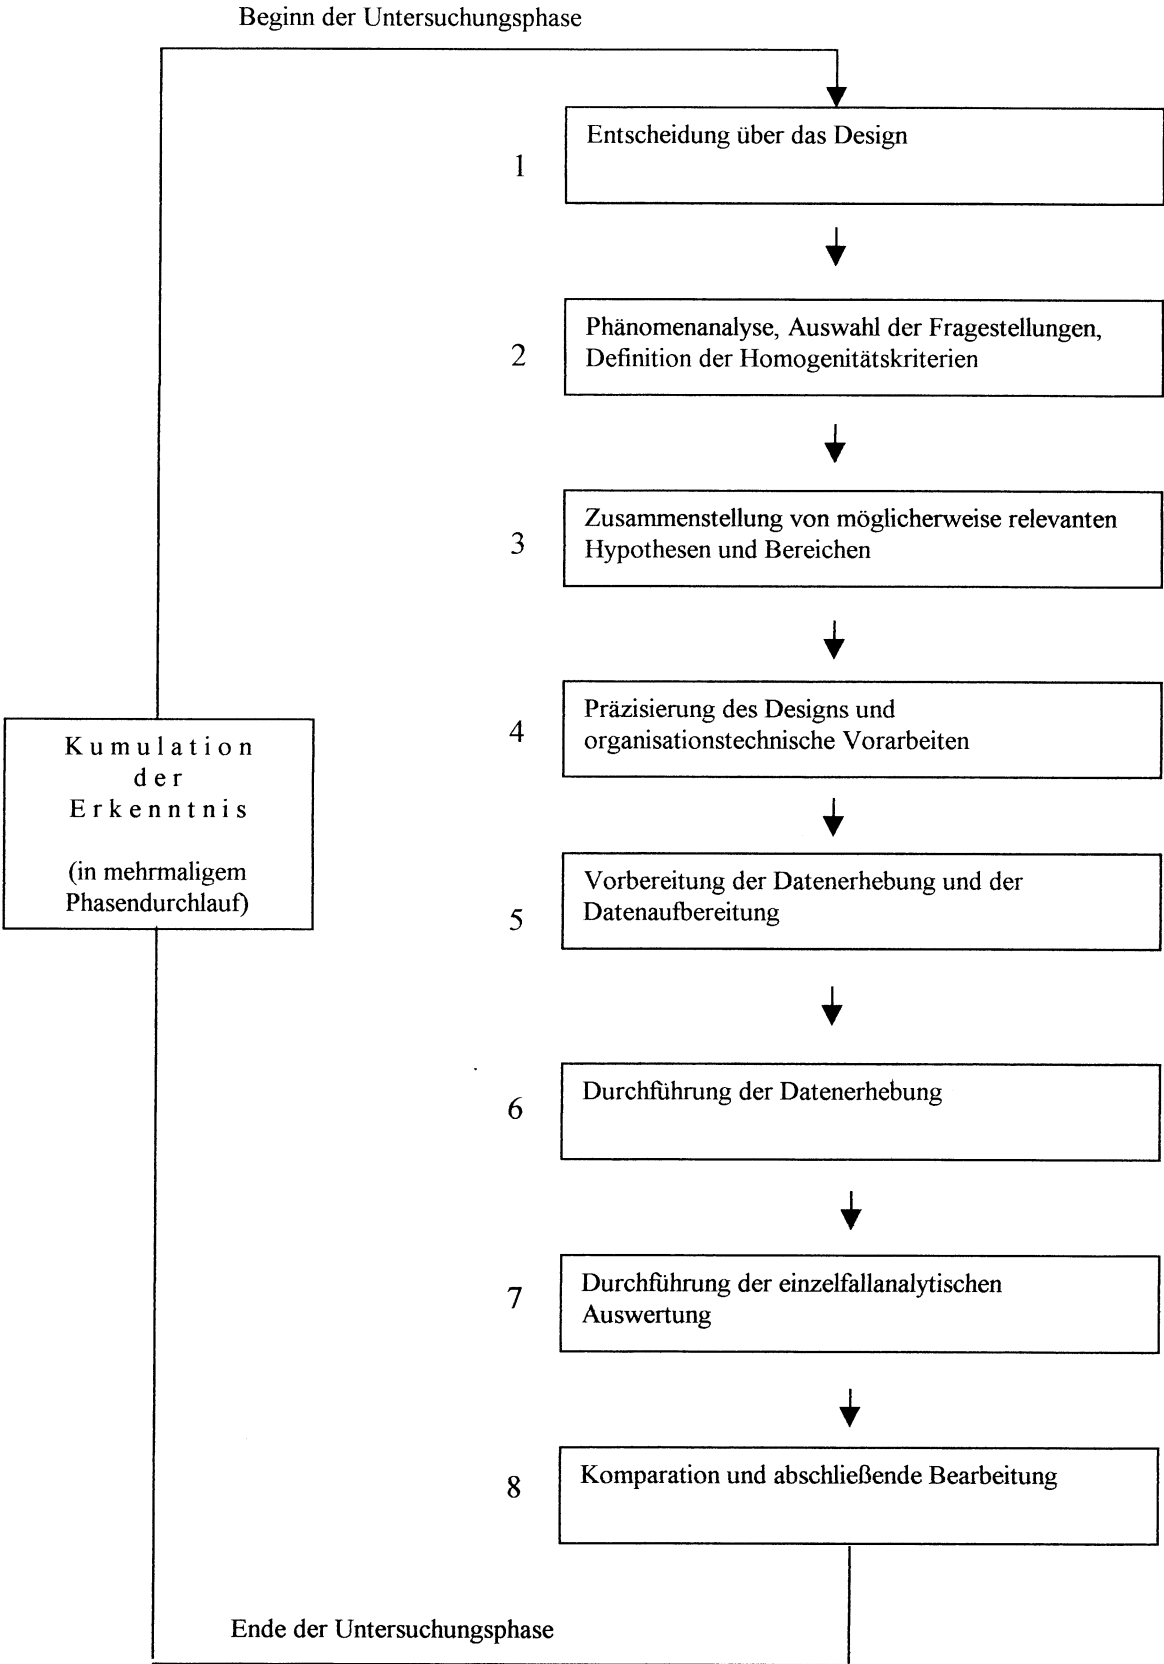 Beginn der Untersuchungsphase
1
Entscheidung über das Design
2
Phänomenanalyse, Auswahl der Fragestellungen,
Definition der Homogenitätskriterien
3
Zusammenstellung von möglicherweise relevanten
Hypothesen und Bereichen
4
Präzisierung des Designs und
organisationstechnische Vorarbeiten
Kumulation
der
Erkenntnis
(in mehrmaligem
Phasendurchlauf)
5
Vorbereitung der Datenerhebung und der
Datenaufbereitung
6
Durchführung der Datenerhebung
7
Durchführung der einzelfallanalytischen
Auswertung
8
Komparation und abschließende Bearbeitung
Ende der Untersuchungsphase